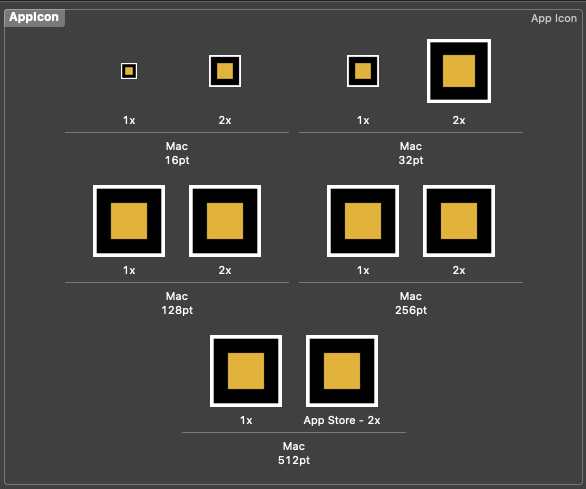 AppIcon
App Icon
1x
2x
1x
2x
Mac
16pt
Mac
32pt
1x
2x
1x
2x
Mac
128pt
Mac
256pt
1x
App Store - 2x
Mac
512pt